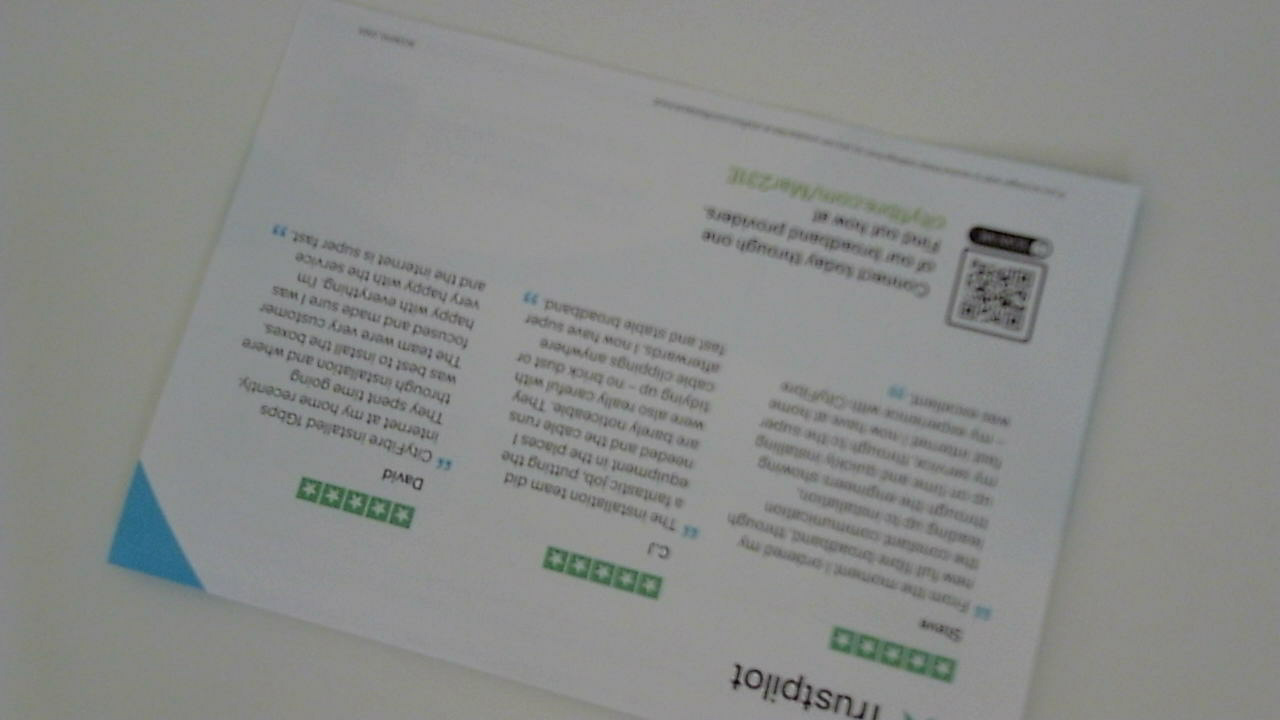 Trustpilot
Steve
“ From the moment I ordered my
new full fibre broadband, through
the constant communication
leading up to installation,
through the engineers showing
up on time and quickly installing
my service, through to the super
fast internet I now have at home
– my experience with CityFibre
was excellent. ”
CJ
“ The installation team did
a fantastic job, putting the
equipment in the places I
needed and the cable runs
are barely noticeable. They
were also really careful with
tidying up – no brick dust or
cable clippings anywhere
afterwards. I now have super
fast and stable broadband. ”
David
“ CityFibre installed 1Gbps
internet at my home recently.
They spent time going
through installation and where
was best to install the boxes.
The team were very customer
focused and made sure I was
happy with everything. I'm
very happy with the service
and the internet is super fast. ”
Connect today through one
of our broadband providers.
Find out how at
cityfibre.com/Mar231E